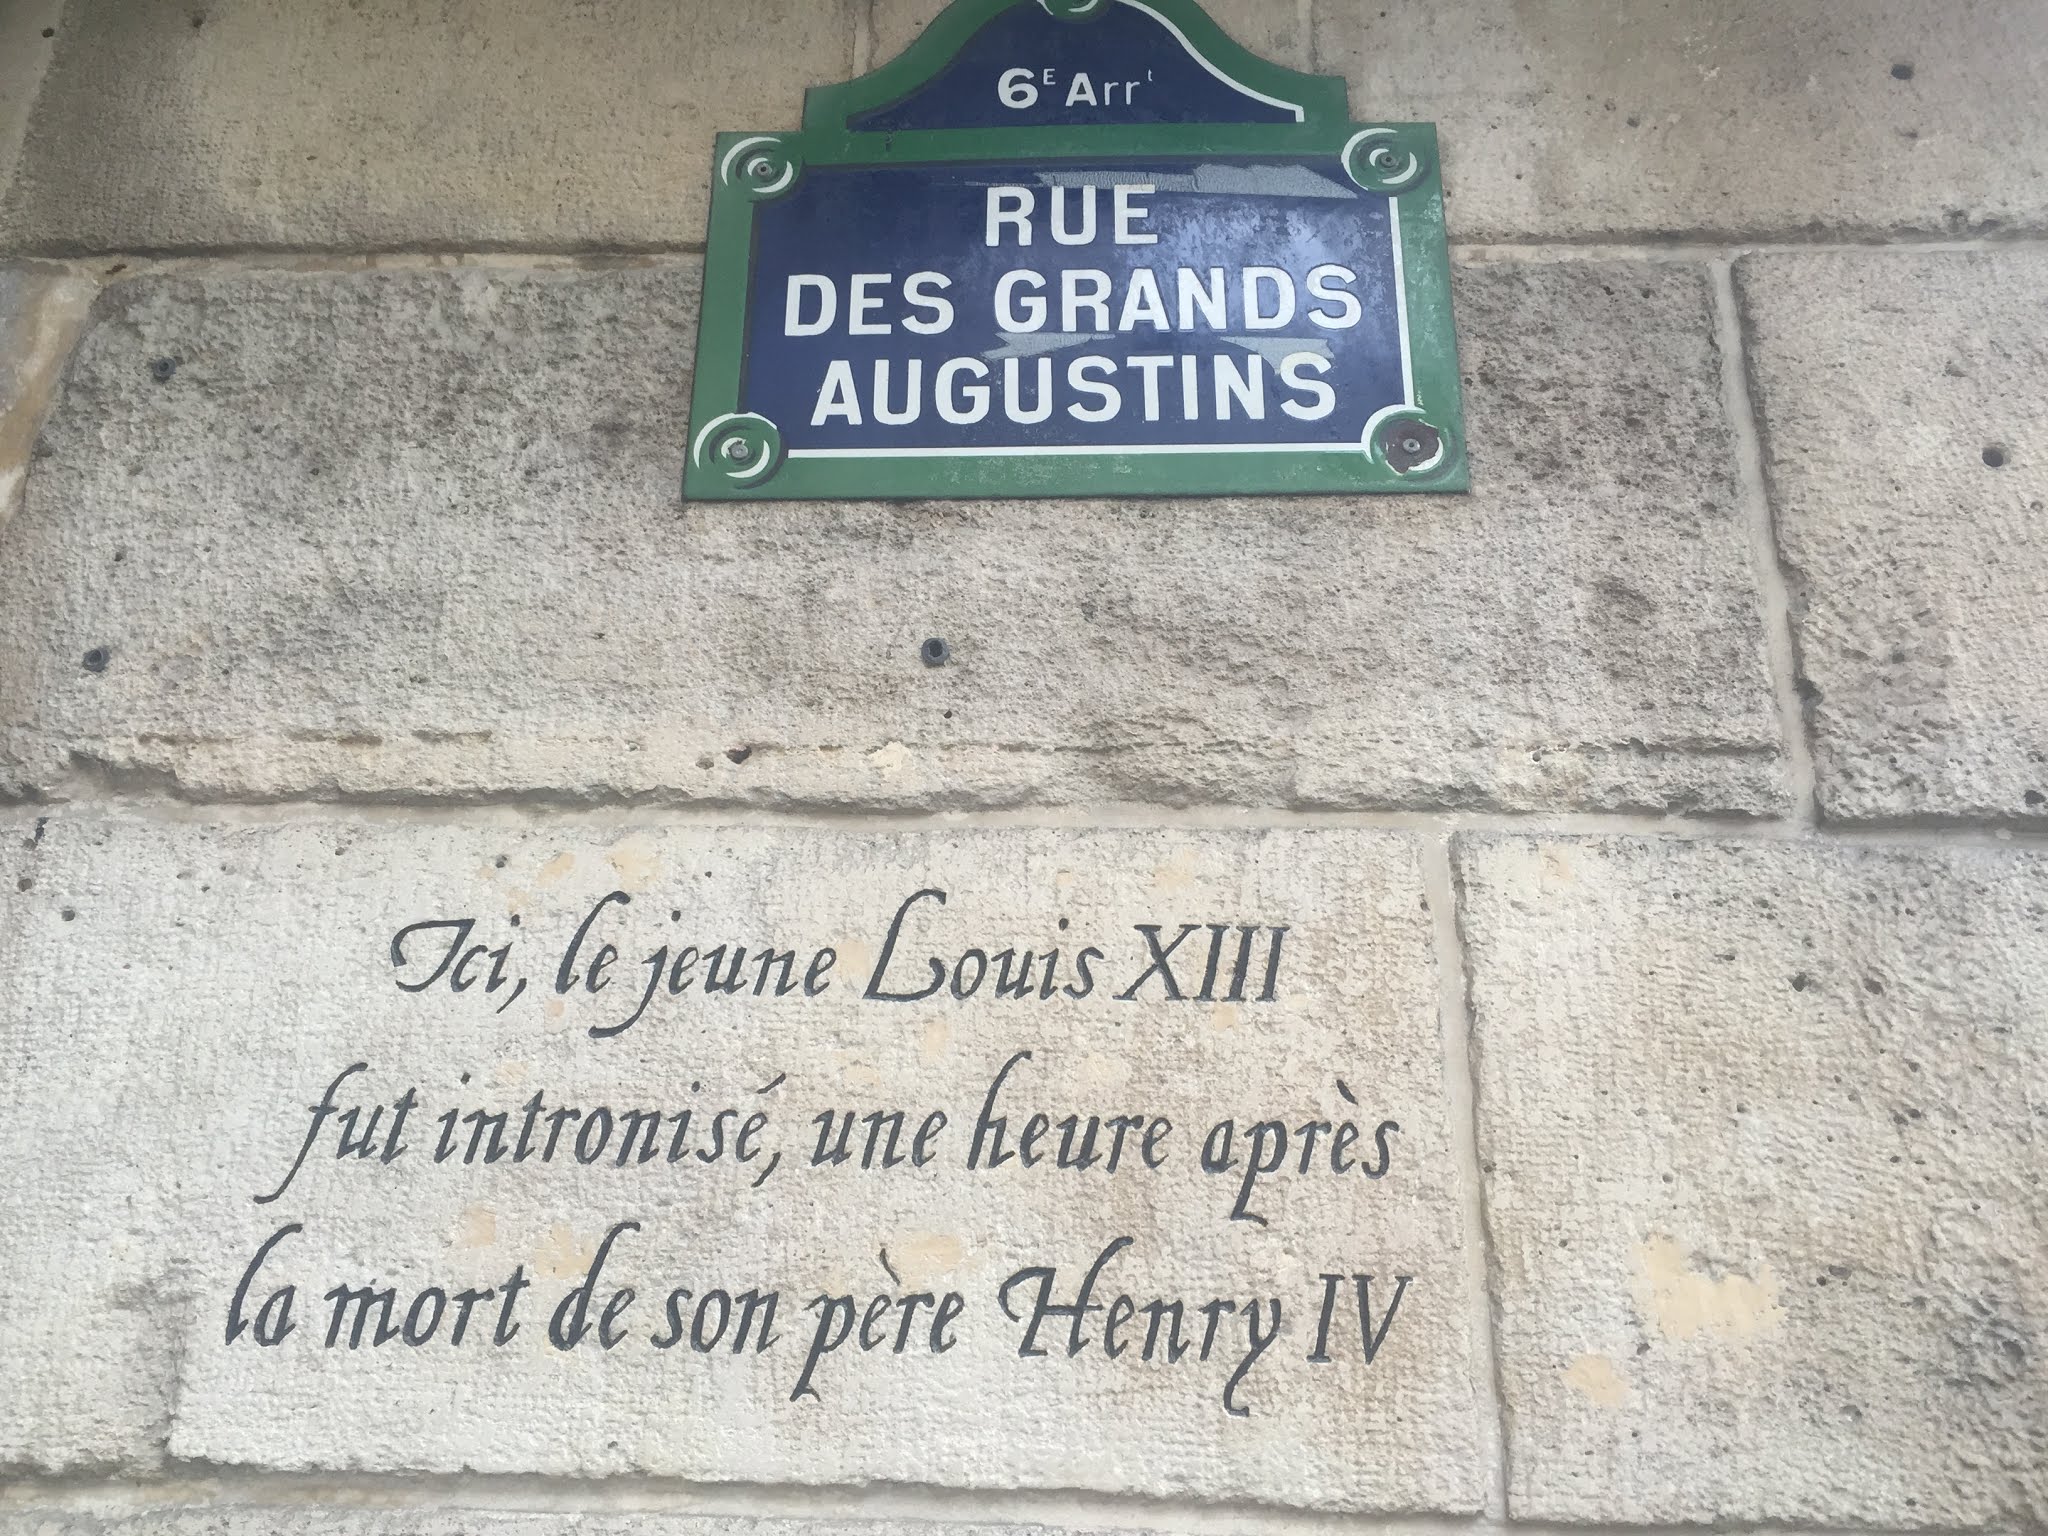 6E Arrt
RUE
DES GRANDS
AUGUSTINS
Ici, le jeune Louis XIII
fut intronisé, une heure après
la mort de son père Henry IV